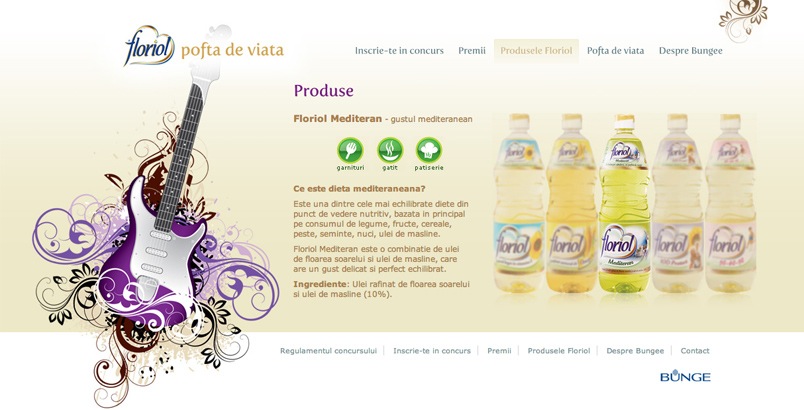 floriol pofta de viata
Inscrie-te in concurs Premii Produsele Floriol Pofta de viata Despre Bungee
Produse
Floriol Mediteran - gustul mediteranean
garnituri gatit patiserie
Ce este dieta mediteraneana?
Este una dintre cele mai echilibrate diete din
punct de vedere nutritiv, bazata in principal
pe consumul de legume, fructe, cereale,
peste, seminte, nuci, ulei de masline.
Floriol Mediteran este o combinatie de ulei
de floarea soarelui si ulei de masline, care
are un gust delicat si perfect echilibrat.
Ingrediente: Ulei rafinat de floarea soarelui
si ulei de masline (10%).
floriol floriol floriol floriol floriol
Mediteran
Regulamentul concursului Inscrie-te in concurs Premii Produsele Floriol Despre Bungee Contact
BUNGE